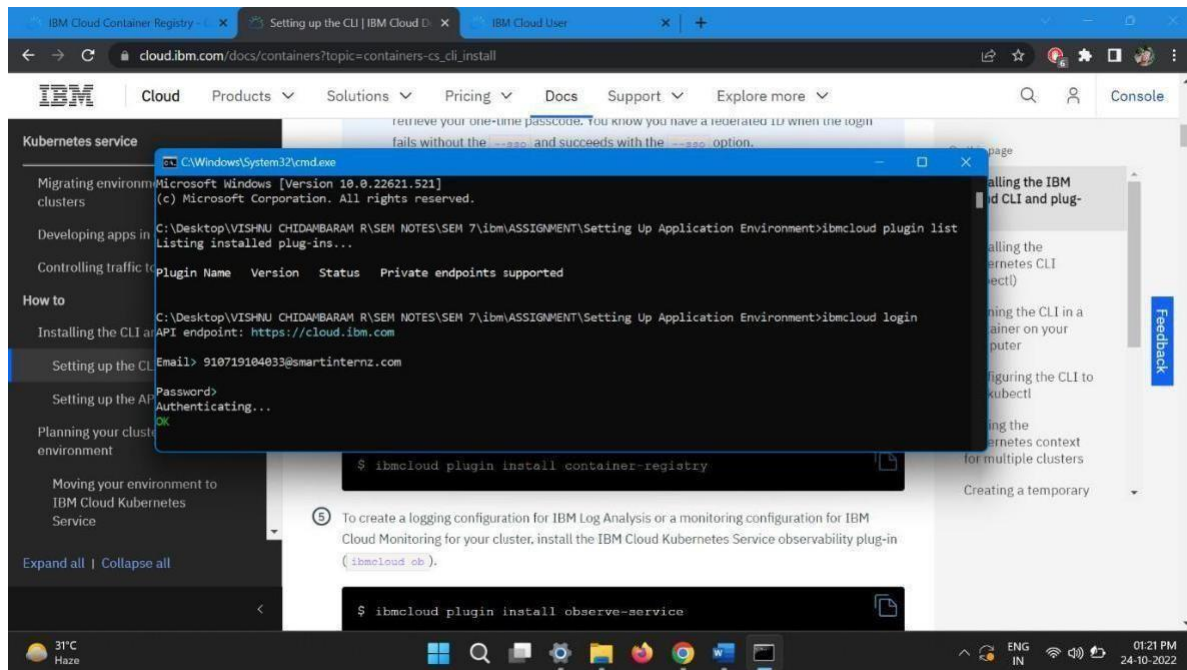 IBM Cloud Container Registry -
Setting up the CLI | IBM Cloud D
IBM Cloud User
cloud.ibm.com/docs/containers?topic=containers-cs_cli_install
6
IBM
Cloud
Products
Solutions
Pricing
Docs
Support
Explore more
Console
Kubernetes service
Migrating environm
clusters
Developing apps in
Controlling traffic to
How to
Installing the CLI an
Setting up the CL
Setting up the AP
Planning your cluste
environment
Moving your environment to
IBM Cloud Kubernetes
Service
Expand all | Collapse all
retrieve your one-time passcode. You know you have a federated ID when the login
fails without the --sso and succeeds with the --sso option.
C:\Windows\System32\cmd.exe
Microsoft Windows [Version 10.0.22621.521]
(c) Microsoft Corporation. All rights reserved.
C:\Desktop\VISHNU CHIDAMBARAM R\SEM NOTES\SEM 7\ibm\ASSIGNMENT\Setting Up Application Environment>ibmcloud plugin list
Listing installed plug-ins...
Plugin Name Version Status Private endpoints supported
C:\Desktop\VISHNU CHIDAMBARAM R\SEM NOTES\SEM 7\ibm\ASSIGNMENT\Setting Up Application Environment>ibmcloud login
API endpoint: https://cloud.ibm.com
Email> 910719104033@smartinternz.com
Password>
Authenticating...
OK
$ ibmcloud plugin install container-registry
5 To create a logging configuration for IBM Log Analysis or a monitoring configuration for IBM
Cloud Monitoring for your cluster, install the IBM Cloud Kubernetes Service observability plug-in
( ibmcloud ob ).
$ ibmcloud plugin install observe-service
page
alling the IBM
d CLI and plug-
alling the
ernetes CLI
ectl)
ning the CLI in a
ainer on your
puter
figuring the CLI to
kubectl
ing the
ernetes context
for multiple clusters
Creating a temporary
Feedback
31°C
Haze
ENG
IN
01:21 PM
24-10-2022